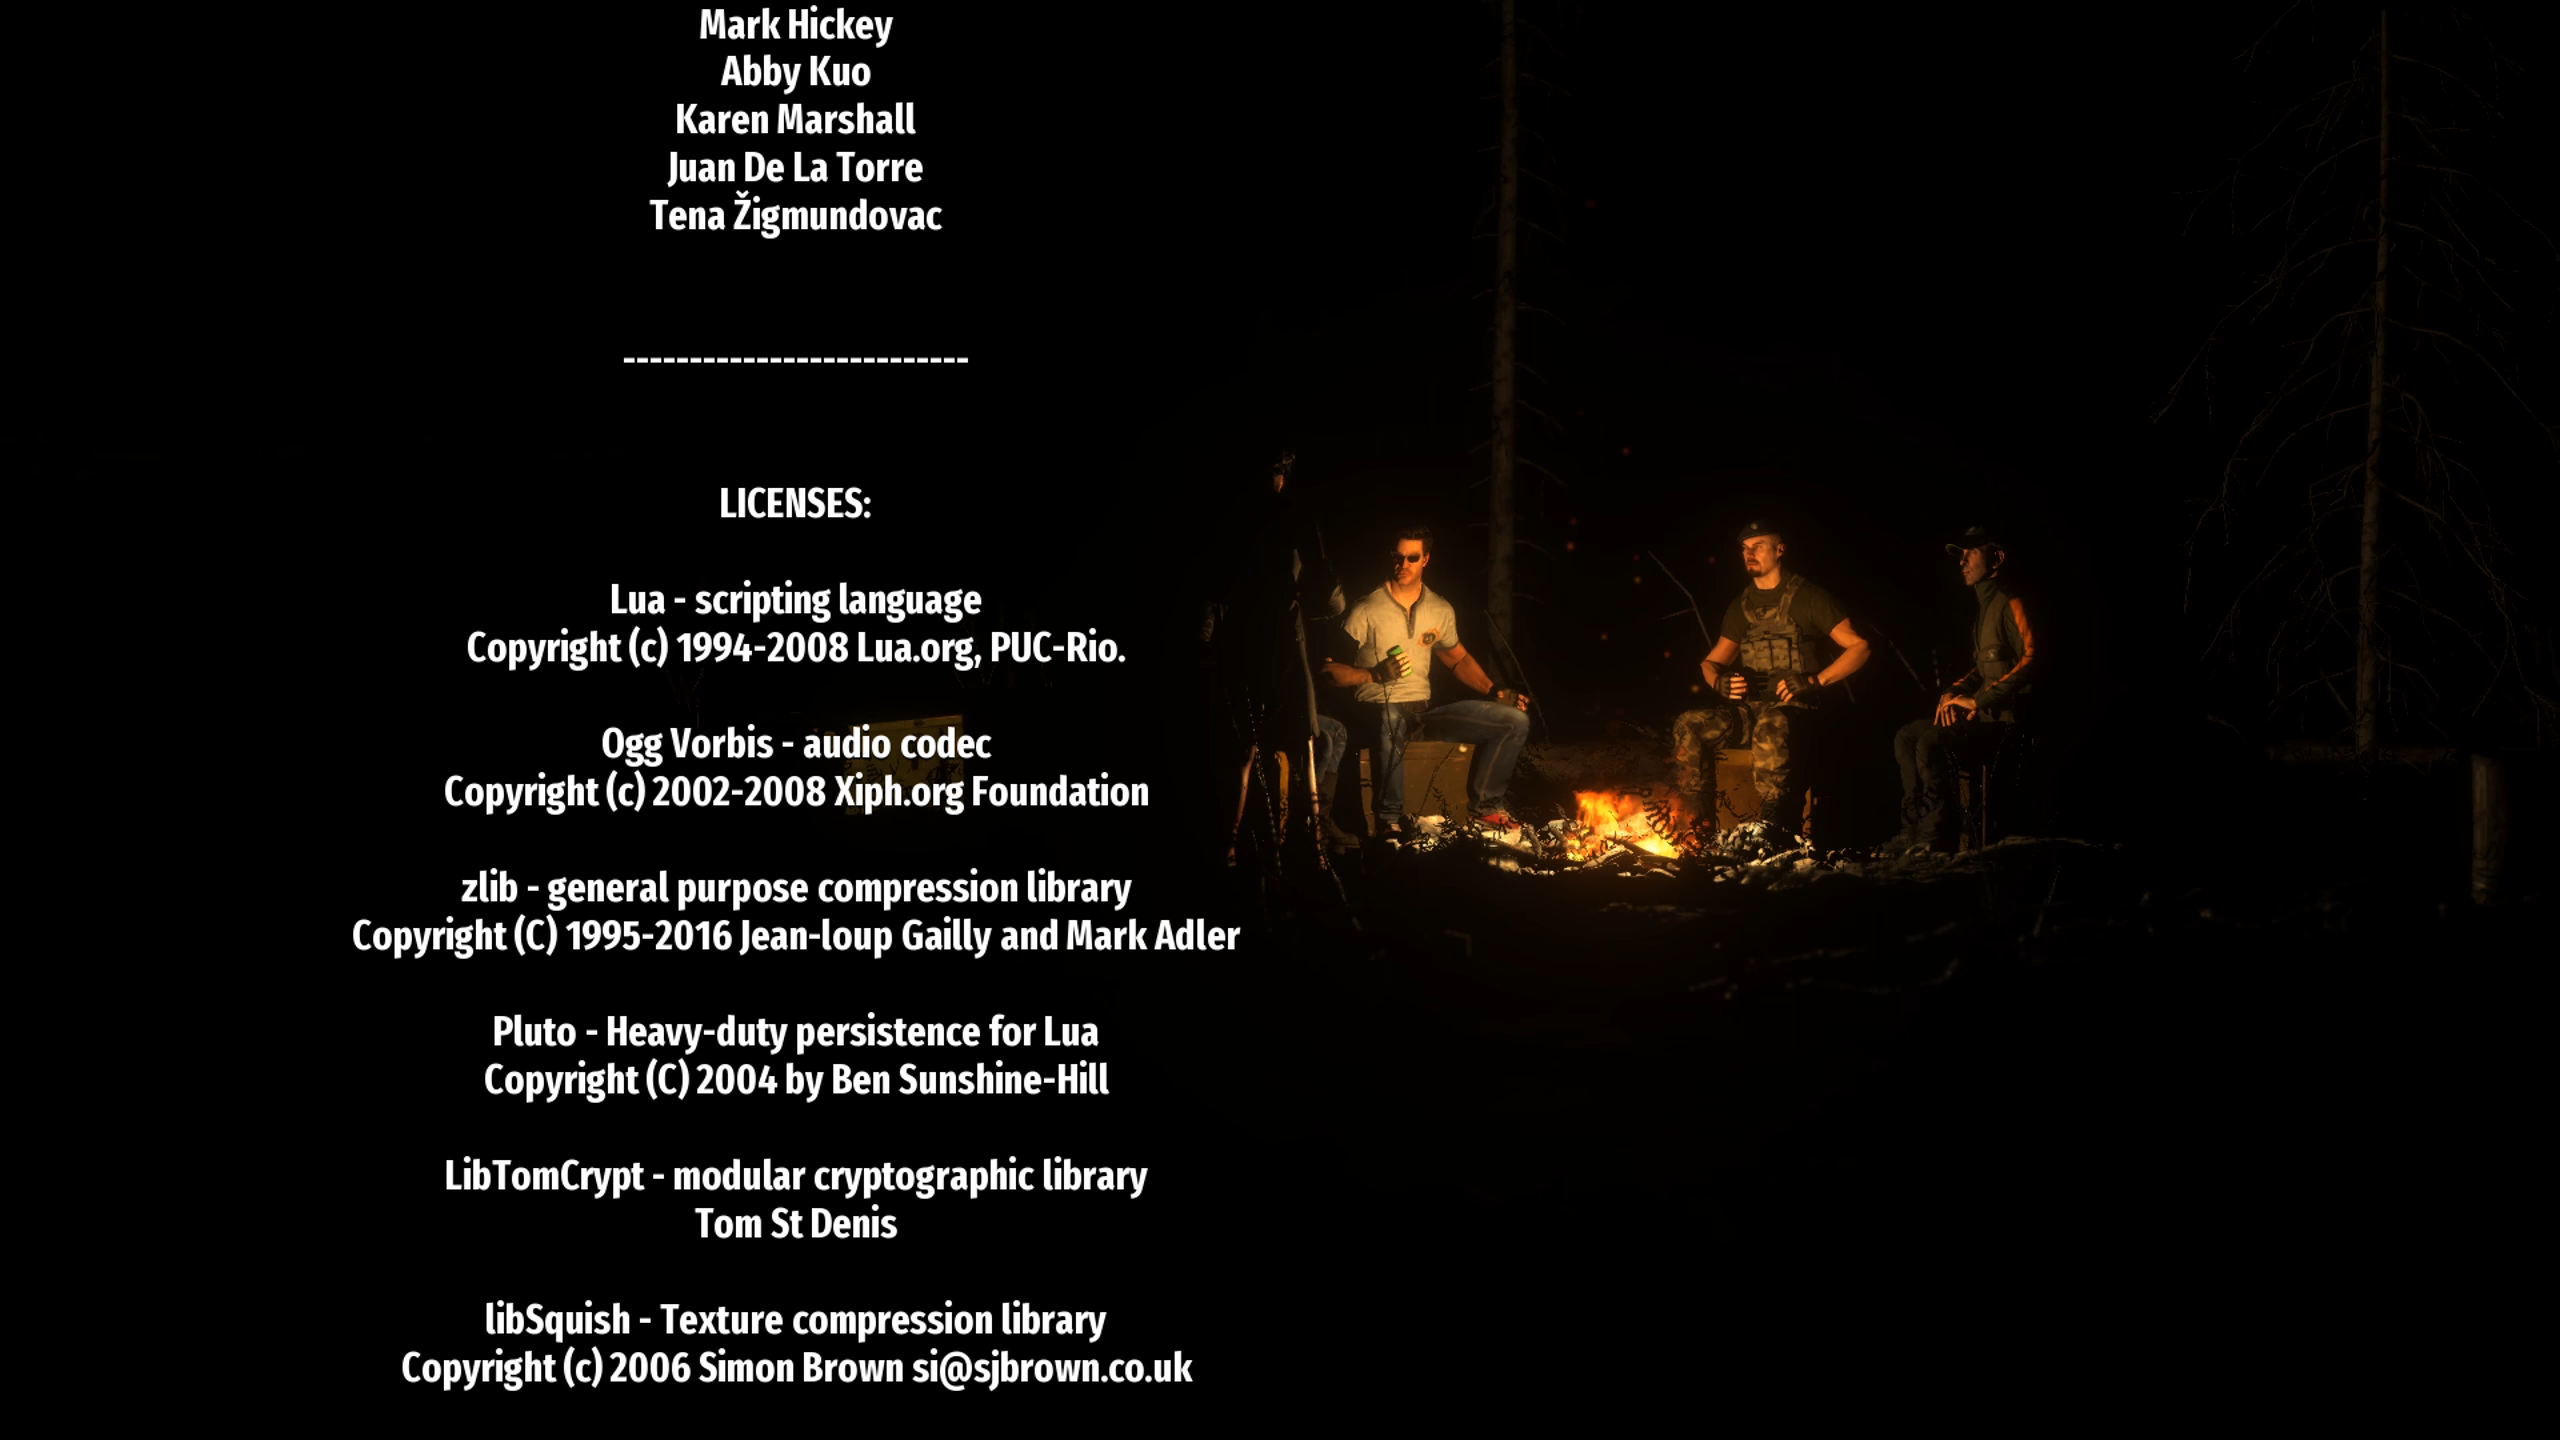 Mark Hickey
Abby Kuo
Karen Marshall
Juan De La Torre
Tena Žigmundovac
--------------------------
LICENSES:
Lua - scripting language
Copyright (c) 1994-2008 Lua.org, PUC-Rio.
Ogg Vorbis - audio codec
Copyright (c) 2002-2008 Xiph.org Foundation
zlib - general purpose compression library
Copyright (C) 1995-2016 Jean-loup Gailly and Mark Adler
Pluto - Heavy-duty persistence for Lua
Copyright (C) 2004 by Ben Sunshine-Hill
LibTomCrypt - modular cryptographic library
Tom St Denis
libSquish - Texture compression library
Copyright (c) 2006 Simon Brown si@sjbrown.co.uk